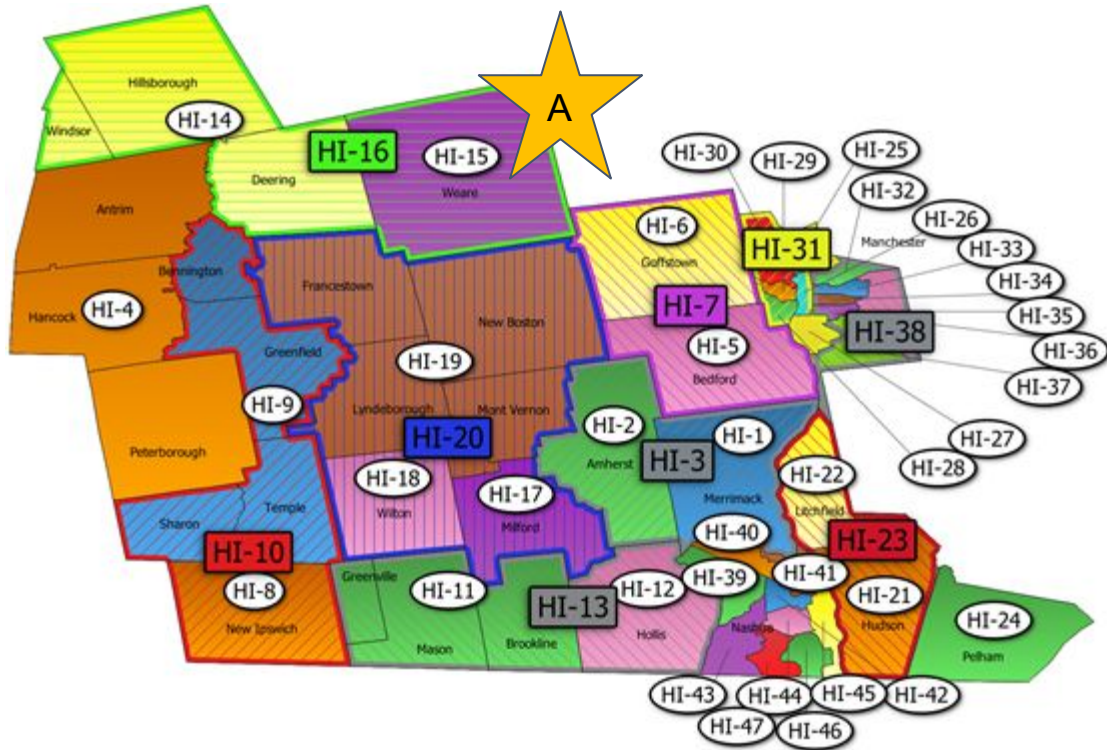 A
Hillsborough
HI-14
Windsor
HI-16
HI-15
Deering
Weare
HI-30
HI-29
HI-25
HI-32
HI-26
Manchester
HI-33
HI-31
HI-34
HI-35
HI-38
HI-36
HI-37
HI-27
HI-28
Antrim
HI-6
Goffstown
HI-7
HI-5
Bedford
Bennington
Francestown
HI-4
Hancock
New Boston
Greenfield
HI-19
HI-9
Lyndeborough
Mont Vernon
HI-20
HI-2
Amherst
HI-3
HI-1
Merrimack
Peterborough
HI-18
Wilton
HI-17
Milford
HI-22
Litchfield
HI-23
Sharon
Temple
HI-10
HI-40
HI-39
HI-41
HI-8
New Ipswich
Greenville
HI-11
HI-13
HI-12
Mason
Brookline
Hollis
Nashua
HI-21
Hudson
HI-24
Pelham
HI-43
HI-44
HI-45
HI-42
HI-47
HI-46